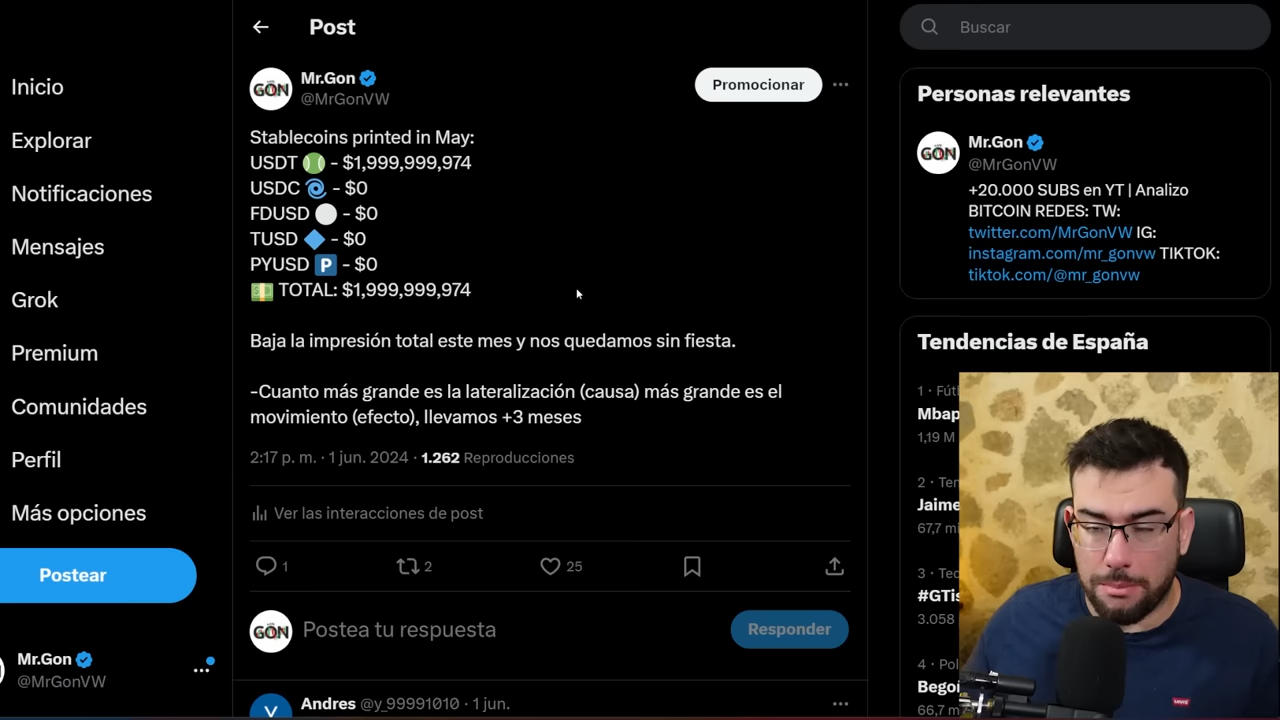 Post
Buscar
Inicio
Explorar
Notificaciones
Mensajes
Grok
Premium
Comunidades
Perfil
Más opciones
Postear
Mr.Gon
@MrGonVW
GON
Mr.Gon
@MrGonVW
Promocionar
Stablecoins printed in May:
USDT 🎾 - $1,999,999,974
USDC 🌀 - $0
FDUSD ⚪ - $0
TUSD 🔷 - $0
PYUSD 🅿️ - $0
💵 TOTAL: $1,999,999,974
Baja la impresión total este mes y nos quedamos sin fiesta.
-Cuanto más grande es la lateralización (causa) más grande es el
movimiento (efecto), llevamos +3 meses
2:17 p. m. · 1 jun. 2024 · 1.262 Reproducciones
Ver las interacciones de post
1
2
25
GON
Postea tu respuesta
Responder
Y
Andres @y_99991010 · 1 jun.
Personas relevantes
GON
Mr.Gon
@MrGonVW
+20.000 SUBS en YT | Analizo
BITCOIN REDES: TW:
twitter.com/MrGonVW IG:
instagram.com/mr_gonvw TIKTOK:
tiktok.com/@mr_gonvw
Tendencias de España
1 · Fút
Mbap
1,19 M
2 · Ten
Jaime
67,7 mi
3 · Tec
#GTis
3.058
4 · Pol
Bego
66,7 m
Levi's